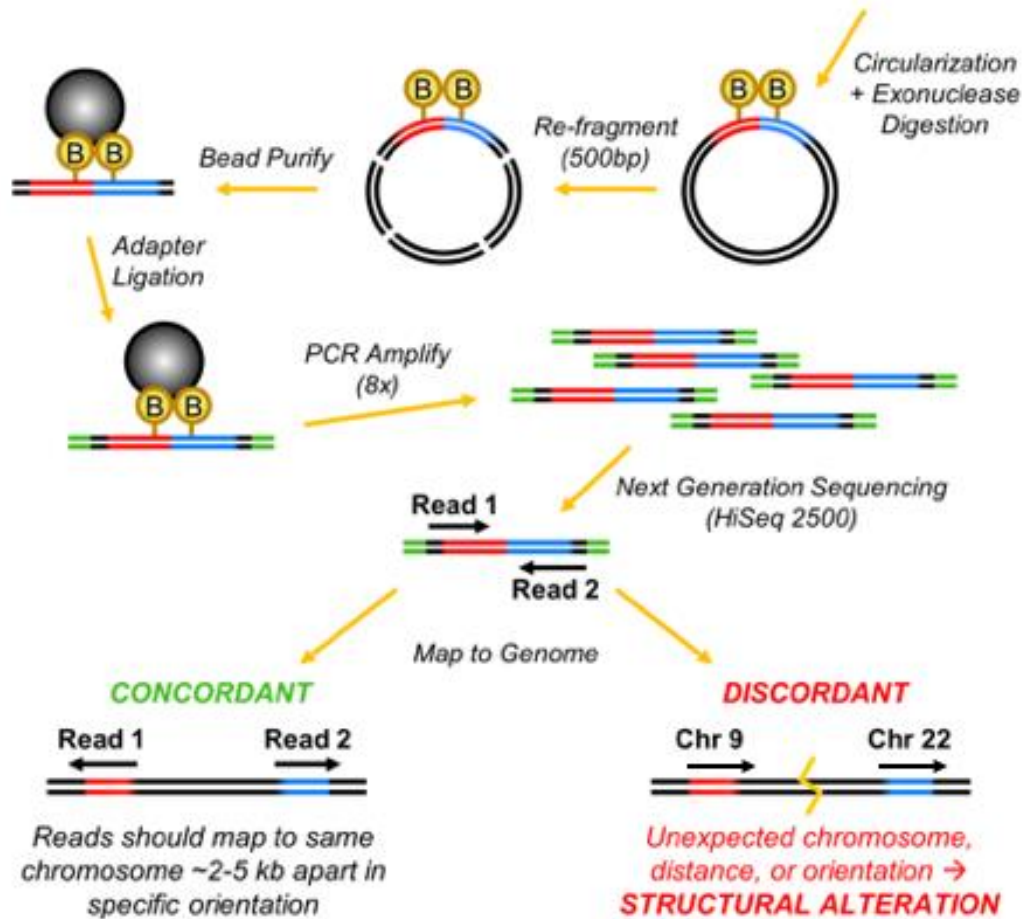 Circularization
+ Exonuclease
Digestion
B B
Re-fragment
(500bp)
B B
Bead Purify
B B
Adapter
Ligation
B B
PCR Amplify
(8x)
Next Generation Sequencing
(HiSeq 2500)
Read 1
Read 2
Map to Genome
CONCORDANT
Read 1 Read 2
Reads should map to same
chromosome ~2-5 kb apart in
specific orientation
DISCORDANT
Chr 9 Chr 22
Unexpected chromosome,
distance, or orientation →
STRUCTURAL ALTERATION